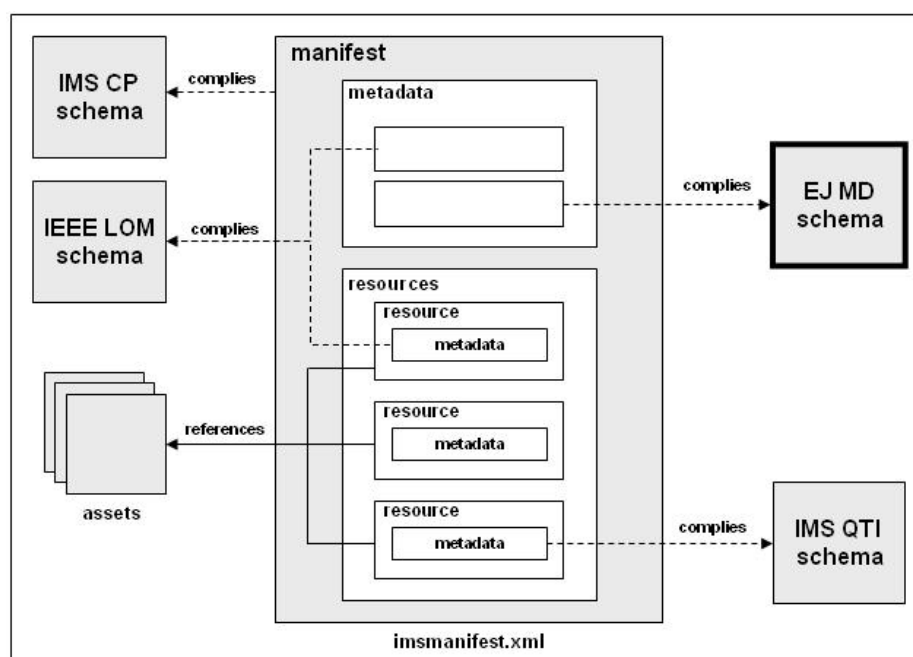 manifest
IMS CP
schema
complies
metadata
complies
EJ MD
schema
IEEE LOM
schema
complies
resources
resource
metadata
resource
metadata
references
assets
resource
metadata
complies
IMS QTI
schema
imsmanifest.xml